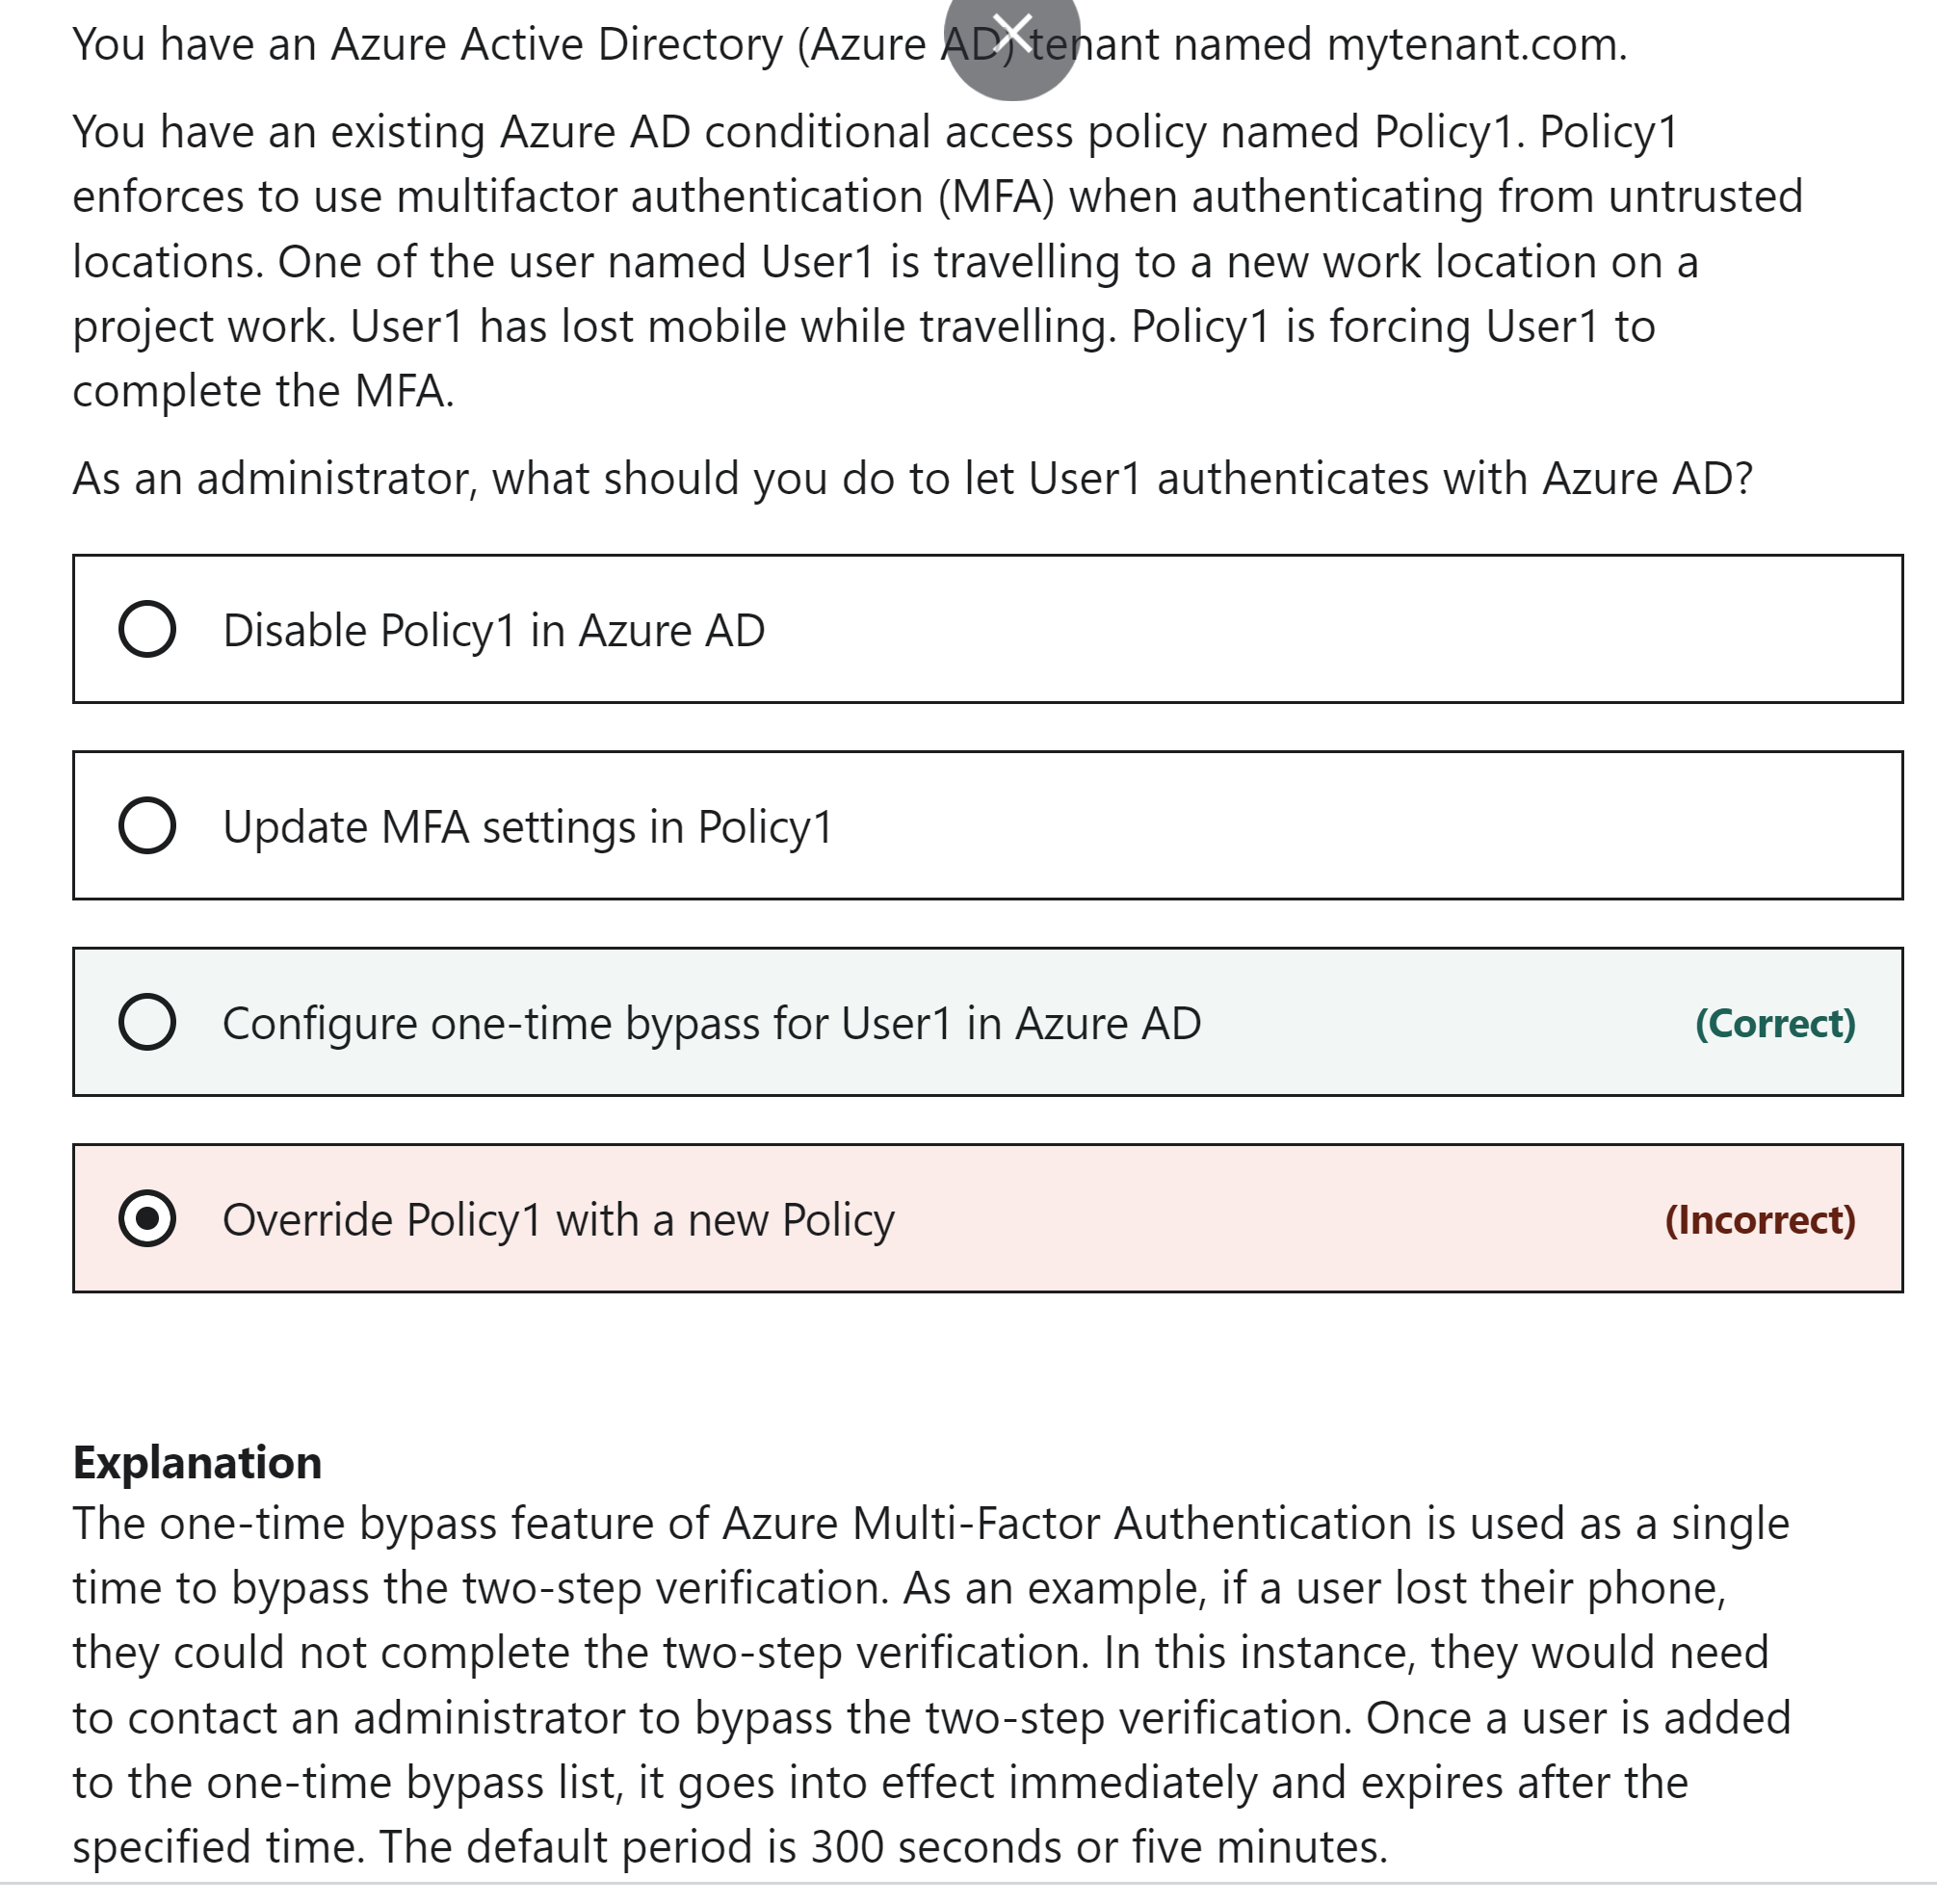 You have an Azure Active Directory (Azure AD) tenant named mytenant.com.
You have an existing Azure AD conditional access policy named Policy1. Policy1
enforces to use multifactor authentication (MFA) when authenticating from untrusted
locations. One of the user named User1 is travelling to a new work location on a
project work. User1 has lost mobile while travelling. Policy1 is forcing User1 to
complete the MFA.
As an administrator, what should you do to let User1 authenticates with Azure AD?
Disable Policy1 in Azure AD
Update MFA settings in Policy1
Configure one-time bypass for User1 in Azure AD (Correct)
Override Policy1 with a new Policy (Incorrect)
Explanation
The one-time bypass feature of Azure Multi-Factor Authentication is used as a single
time to bypass the two-step verification. As an example, if a user lost their phone,
they could not complete the two-step verification. In this instance, they would need
to contact an administrator to bypass the two-step verification. Once a user is added
to the one-time bypass list, it goes into effect immediately and expires after the
specified time. The default period is 300 seconds or five minutes.